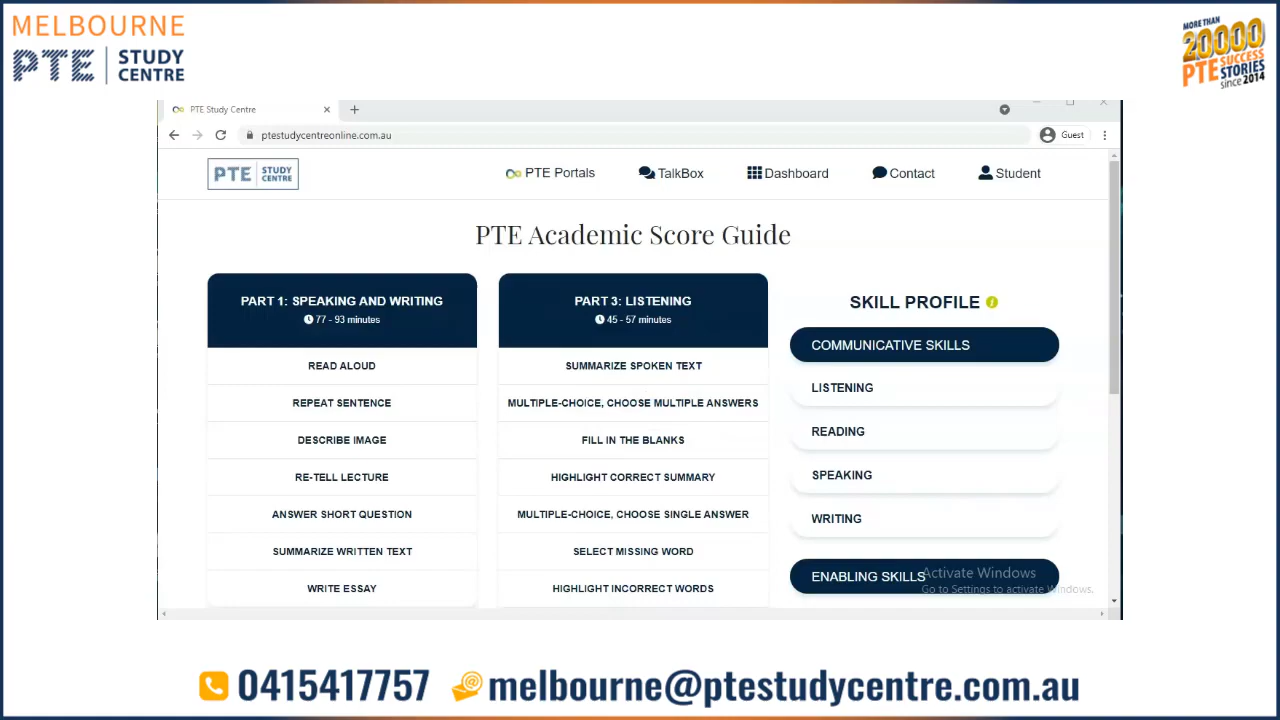 MELBOURNE
PTE STUDY CENTRE
MORE THAN
20000
PTE SUCCESS STORIES
since 2014
PTE Study Centre
ptestudycentreonline.com.au
Guest
PTE STUDY CENTRE
PTE Portals
TalkBox
Dashboard
Contact
Student
PTE Academic Score Guide
PART 1: SPEAKING AND WRITING
77 - 93 minutes
READ ALOUD
REPEAT SENTENCE
DESCRIBE IMAGE
RE-TELL LECTURE
ANSWER SHORT QUESTION
SUMMARIZE WRITTEN TEXT
WRITE ESSAY
PART 3: LISTENING
45 - 57 minutes
SUMMARIZE SPOKEN TEXT
MULTIPLE-CHOICE, CHOOSE MULTIPLE ANSWERS
FILL IN THE BLANKS
HIGHLIGHT CORRECT SUMMARY
MULTIPLE-CHOICE, CHOOSE SINGLE ANSWER
SELECT MISSING WORD
HIGHLIGHT INCORRECT WORDS
SKILL PROFILE i
COMMUNICATIVE SKILLS
LISTENING
READING
SPEAKING
WRITING
ENABLING SKILLS
Activate Windows
Go to Settings to activate Windows.
0415417757
melbourne@ptestudycentre.com.au